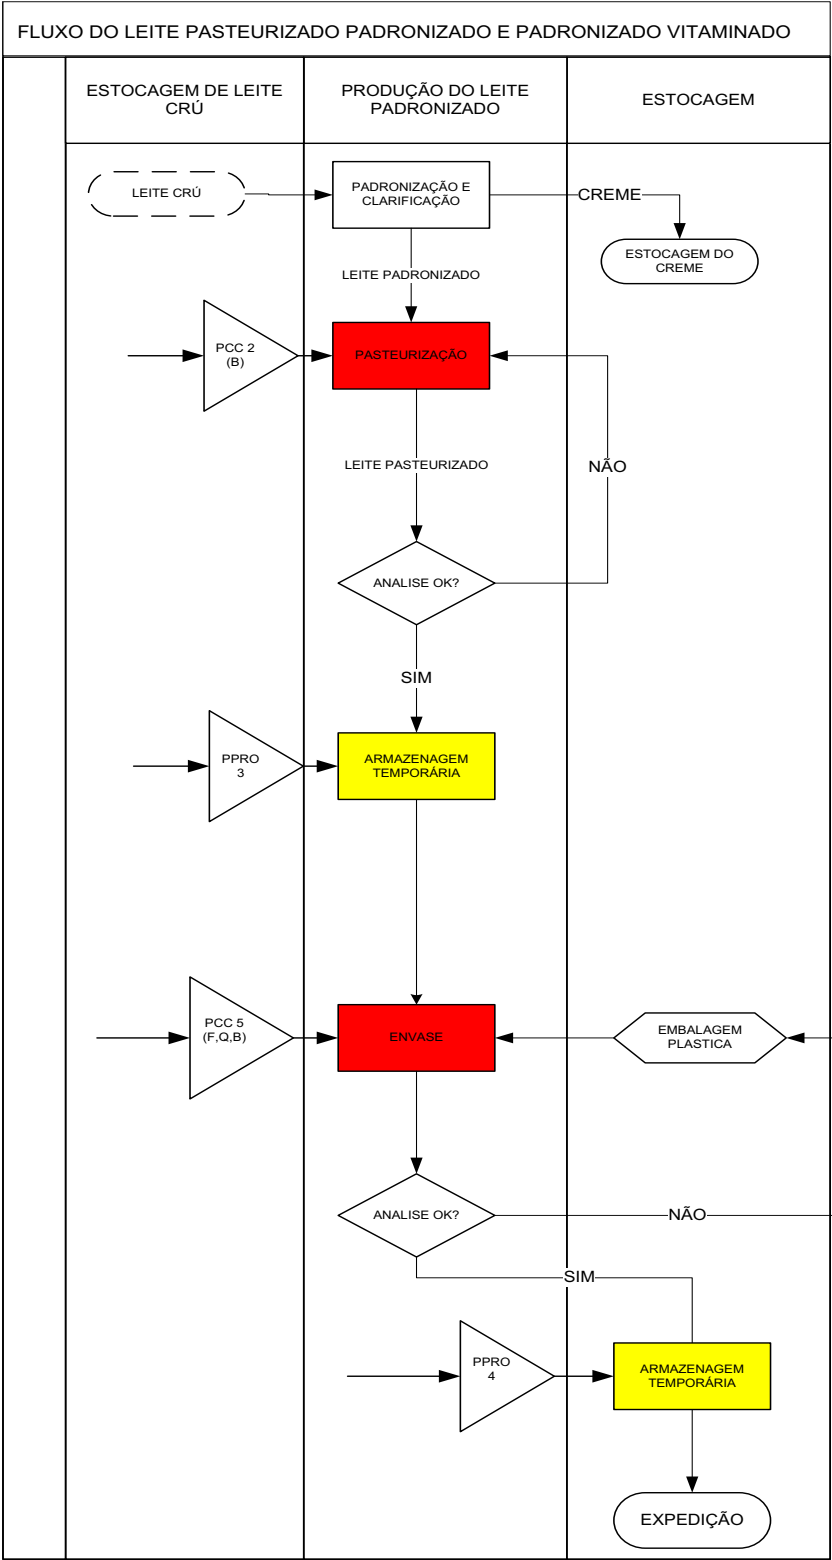 FLUXO DO LEITE PASTEURIZADO PADRONIZADO E PADRONIZADO VITAMINADO
ESTOCAGEM DE LEITE
CRÚ
PRODUÇÃO DO LEITE
PADRONIZADO
ESTOCAGEM
LEITE CRÚ
PADRONIZAÇÃO E
CLARIFICAÇÃO
CREME
ESTOCAGEM DO
CREME
LEITE PADRONIZADO
PCC 2
(B)
PASTEURIZAÇÃO
LEITE PASTEURIZADO
NÃO
ANALISE OK?
SIM
PPRO
3
ARMAZENAGEM
TEMPORÁRIA
PCC 5
(F,Q,B)
ENVASE
EMBALAGEM
PLASTICA
ANALISE OK?
NÃO
SIM
PPRO
4
ARMAZENAGEM
TEMPORÁRIA
EXPEDIÇÃO